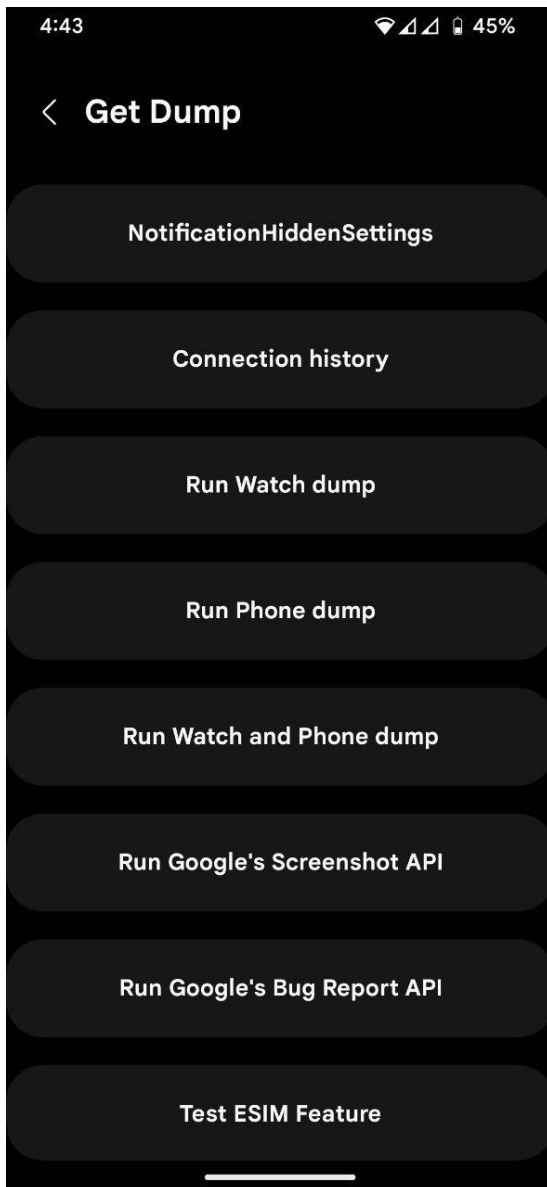 4:43
45%
Get Dump
NotificationHiddenSettings
Connection history
Run Watch dump
Run Phone dump
Run Watch and Phone dump
Run Google's Screenshot API
Run Google's Bug Report API
Test ESIM Feature